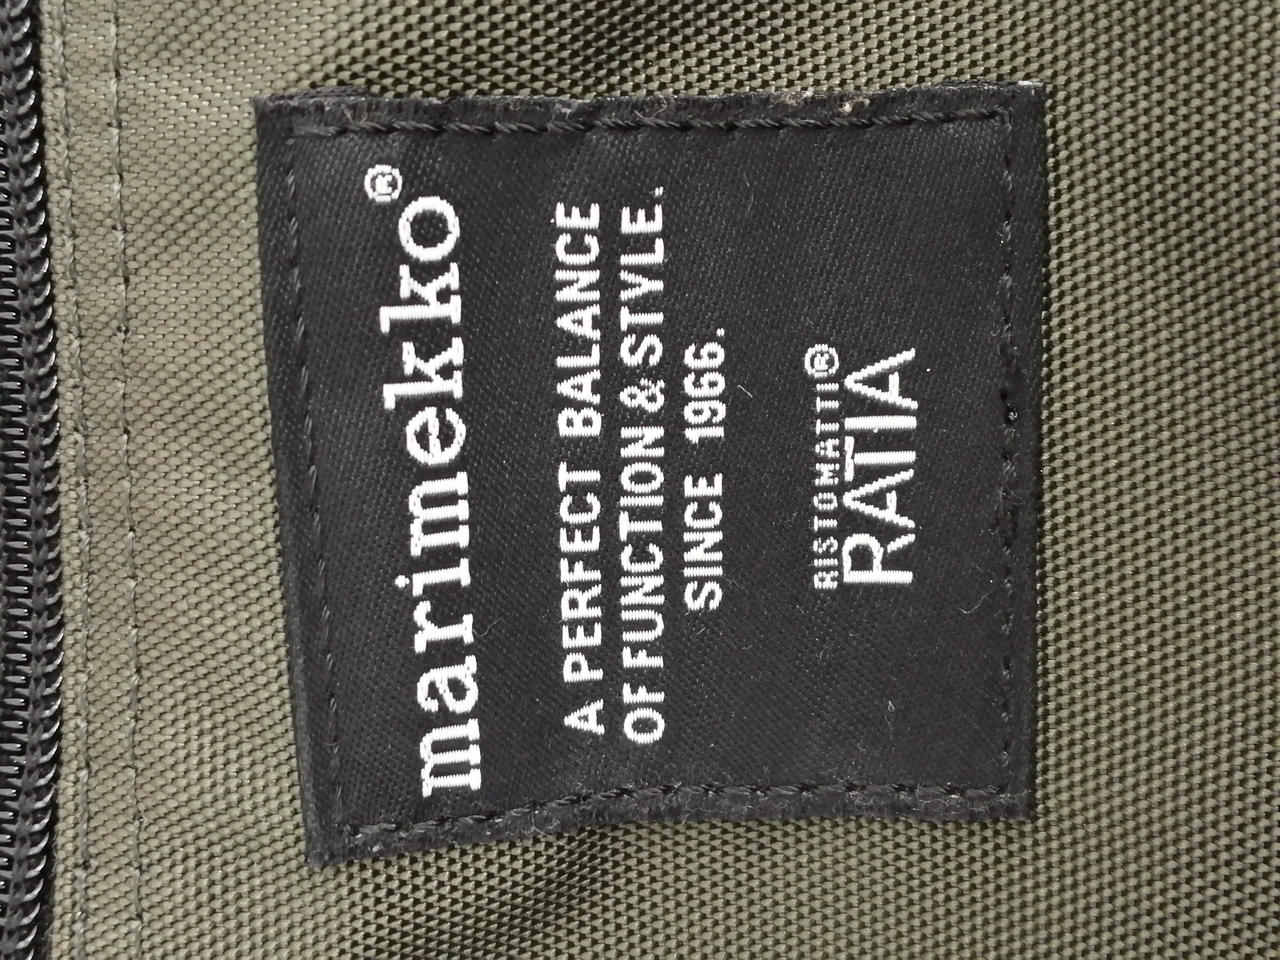 marimekko®
A PERFECT BALANCE
OF FUNCTION & STYLE.
SINCE 1966.
RISTOMATTI®
RATIA